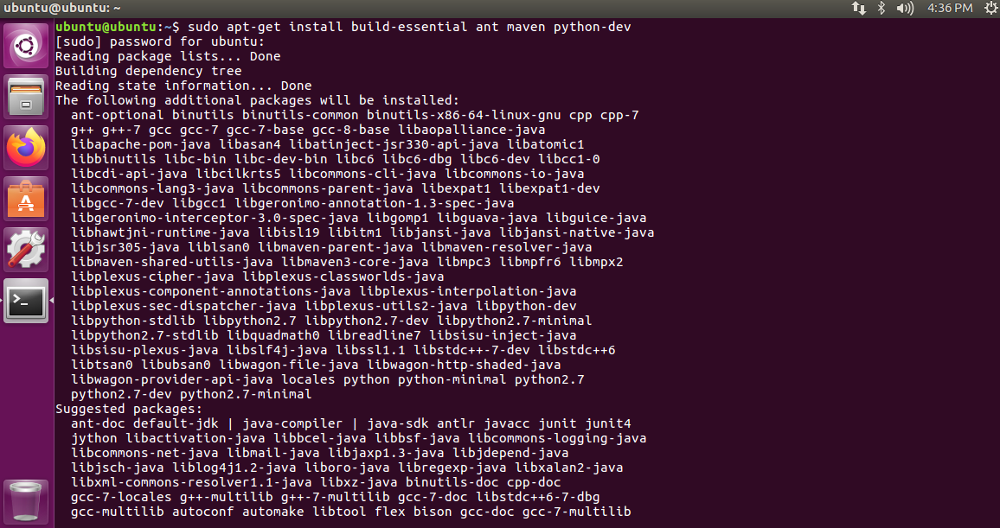 ubuntu@ubuntu: ~
4:36 PM
ubuntu@ubuntu:~$ sudo apt-get install build-essential ant maven python-dev
[sudo] password for ubuntu:
Reading package lists... Done
Building dependency tree
Reading state information... Done
The following additional packages will be installed:
ant-optional binutils binutils-common binutils-x86-64-linux-gnu cpp cpp-7
g++ g++-7 gcc gcc-7 gcc-7-base gcc-8-base libaopalliance-java
libapache-pom-java libasan4 libatinject-jsr330-api-java libatomic1
libbinutils libc-bin libc-dev-bin libc6 libc6-dbg libc6-dev libcc1-0
libcdi-api-java libcilkrts5 libcommons-cli-java libcommons-io-java
libcommons-lang3-java libcommons-parent-java libexpat1 libexpat1-dev
libgcc-7-dev libgcc1 libgeronimo-annotation-1.3-spec-java
libgeronimo-interceptor-3.0-spec-java libgomp1 libguava-java libguice-java
libhawtjni-runtime-java libisl19 libitm1 libjansi-java libjansi-native-java
libjsr305-java liblsan0 libmaven-parent-java libmaven-resolver-java
libmaven-shared-utils-java libmaven3-core-java libmpc3 libmpfr6 libmpx2
libplexus-cipher-java libplexus-classworlds-java
libplexus-component-annotations-java libplexus-interpolation-java
libplexus-sec-dispatcher-java libplexus-utils2-java libpython-dev
libpython-stdlib libpython2.7 libpython2.7-dev libpython2.7-minimal
libpython2.7-stdlib libquadmath0 libreadline7 libsisu-inject-java
libsisu-plexus-java libslf4j-java libssl1.1 libstdc++-7-dev libstdc++6
libtsan0 libubsan0 libwagon-file-java libwagon-http-shaded-java
libwagon-provider-api-java locales python python-minimal python2.7
python2.7-dev python2.7-minimal
Suggested packages:
ant-doc default-jdk | java-compiler | java-sdk antlr javacc junit junit4
jython libactivation-java libbcel-java libbsf-java libcommons-logging-java
libcommons-net-java libmail-java libjaxp1.3-java libjdepend-java
libjsch-java liblog4j1.2-java liboro-java libregexp-java libxalan2-java
libxml-commons-resolver1.1-java libxz-java binutils-doc cpp-doc
gcc-7-locales g++-multilib g++-7-multilib gcc-7-doc libstdc++6-7-dbg
gcc-multilib autoconf automake libtool flex bison gcc-doc gcc-7-multilib